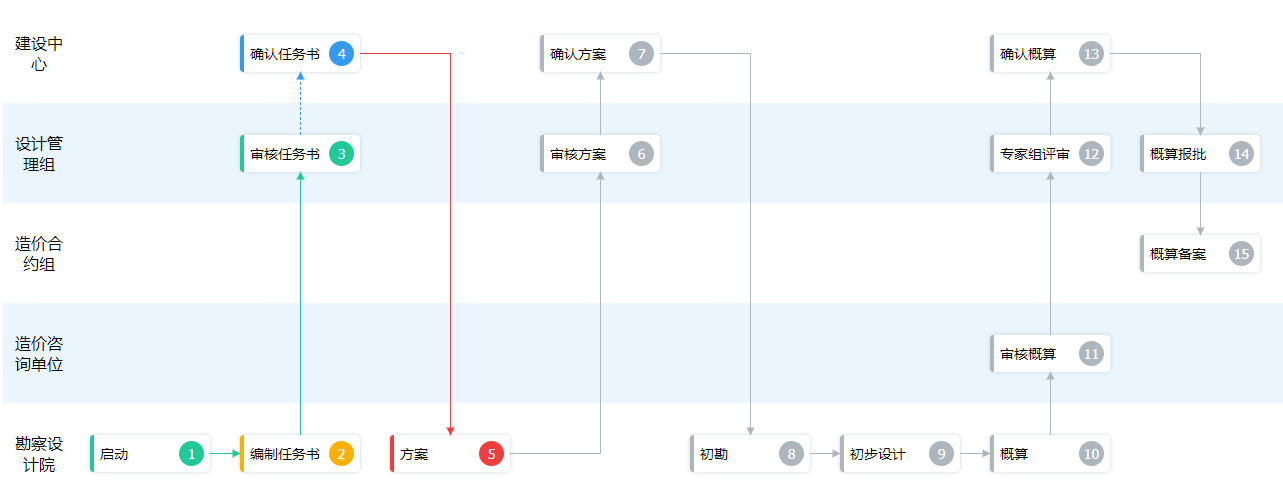 建设中
心
确认任务书 4
确认方案 7
确认概算 13
设计管
理组
审核任务书 3
审核方案 6
专家组评审 12
概算报批 14
造价合
约组
概算备案 15
造价咨
询单位
审核概算 11
勘察设
计院
启动 1
编制任务书 2
方案 5
初勘 8
初步设计 9
概算 10